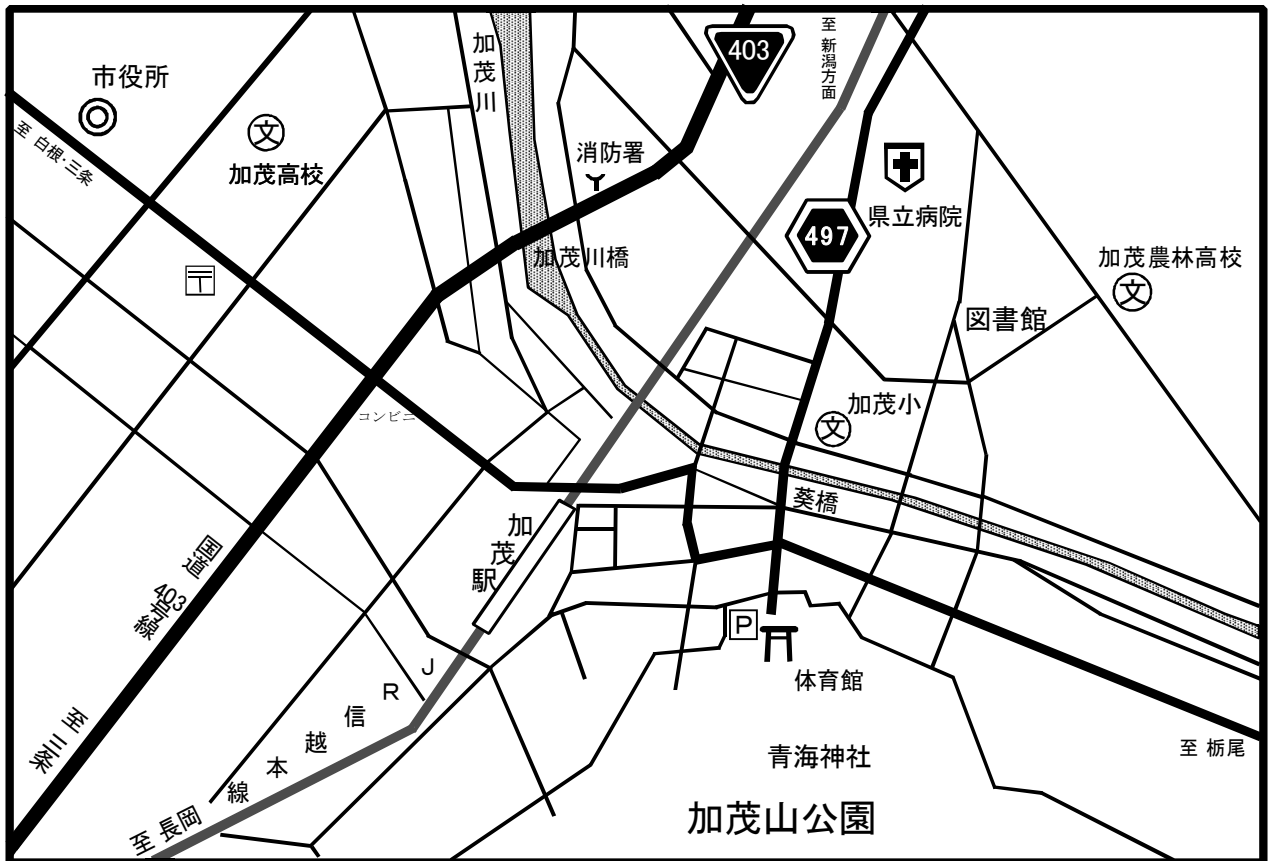 市役所
至 白根・三条
文
加茂高校
〒
加茂川
消防署
403
至 新潟方面
加茂川橋
497
県立病院
加茂農林高校
文
図書館
加茂小
文
コンビニ
葵橋
加茂駅
国道403号線
至 三条
JR信越本線
至 長岡
P
体育館
青海神社
加茂山公園
至 栃尾